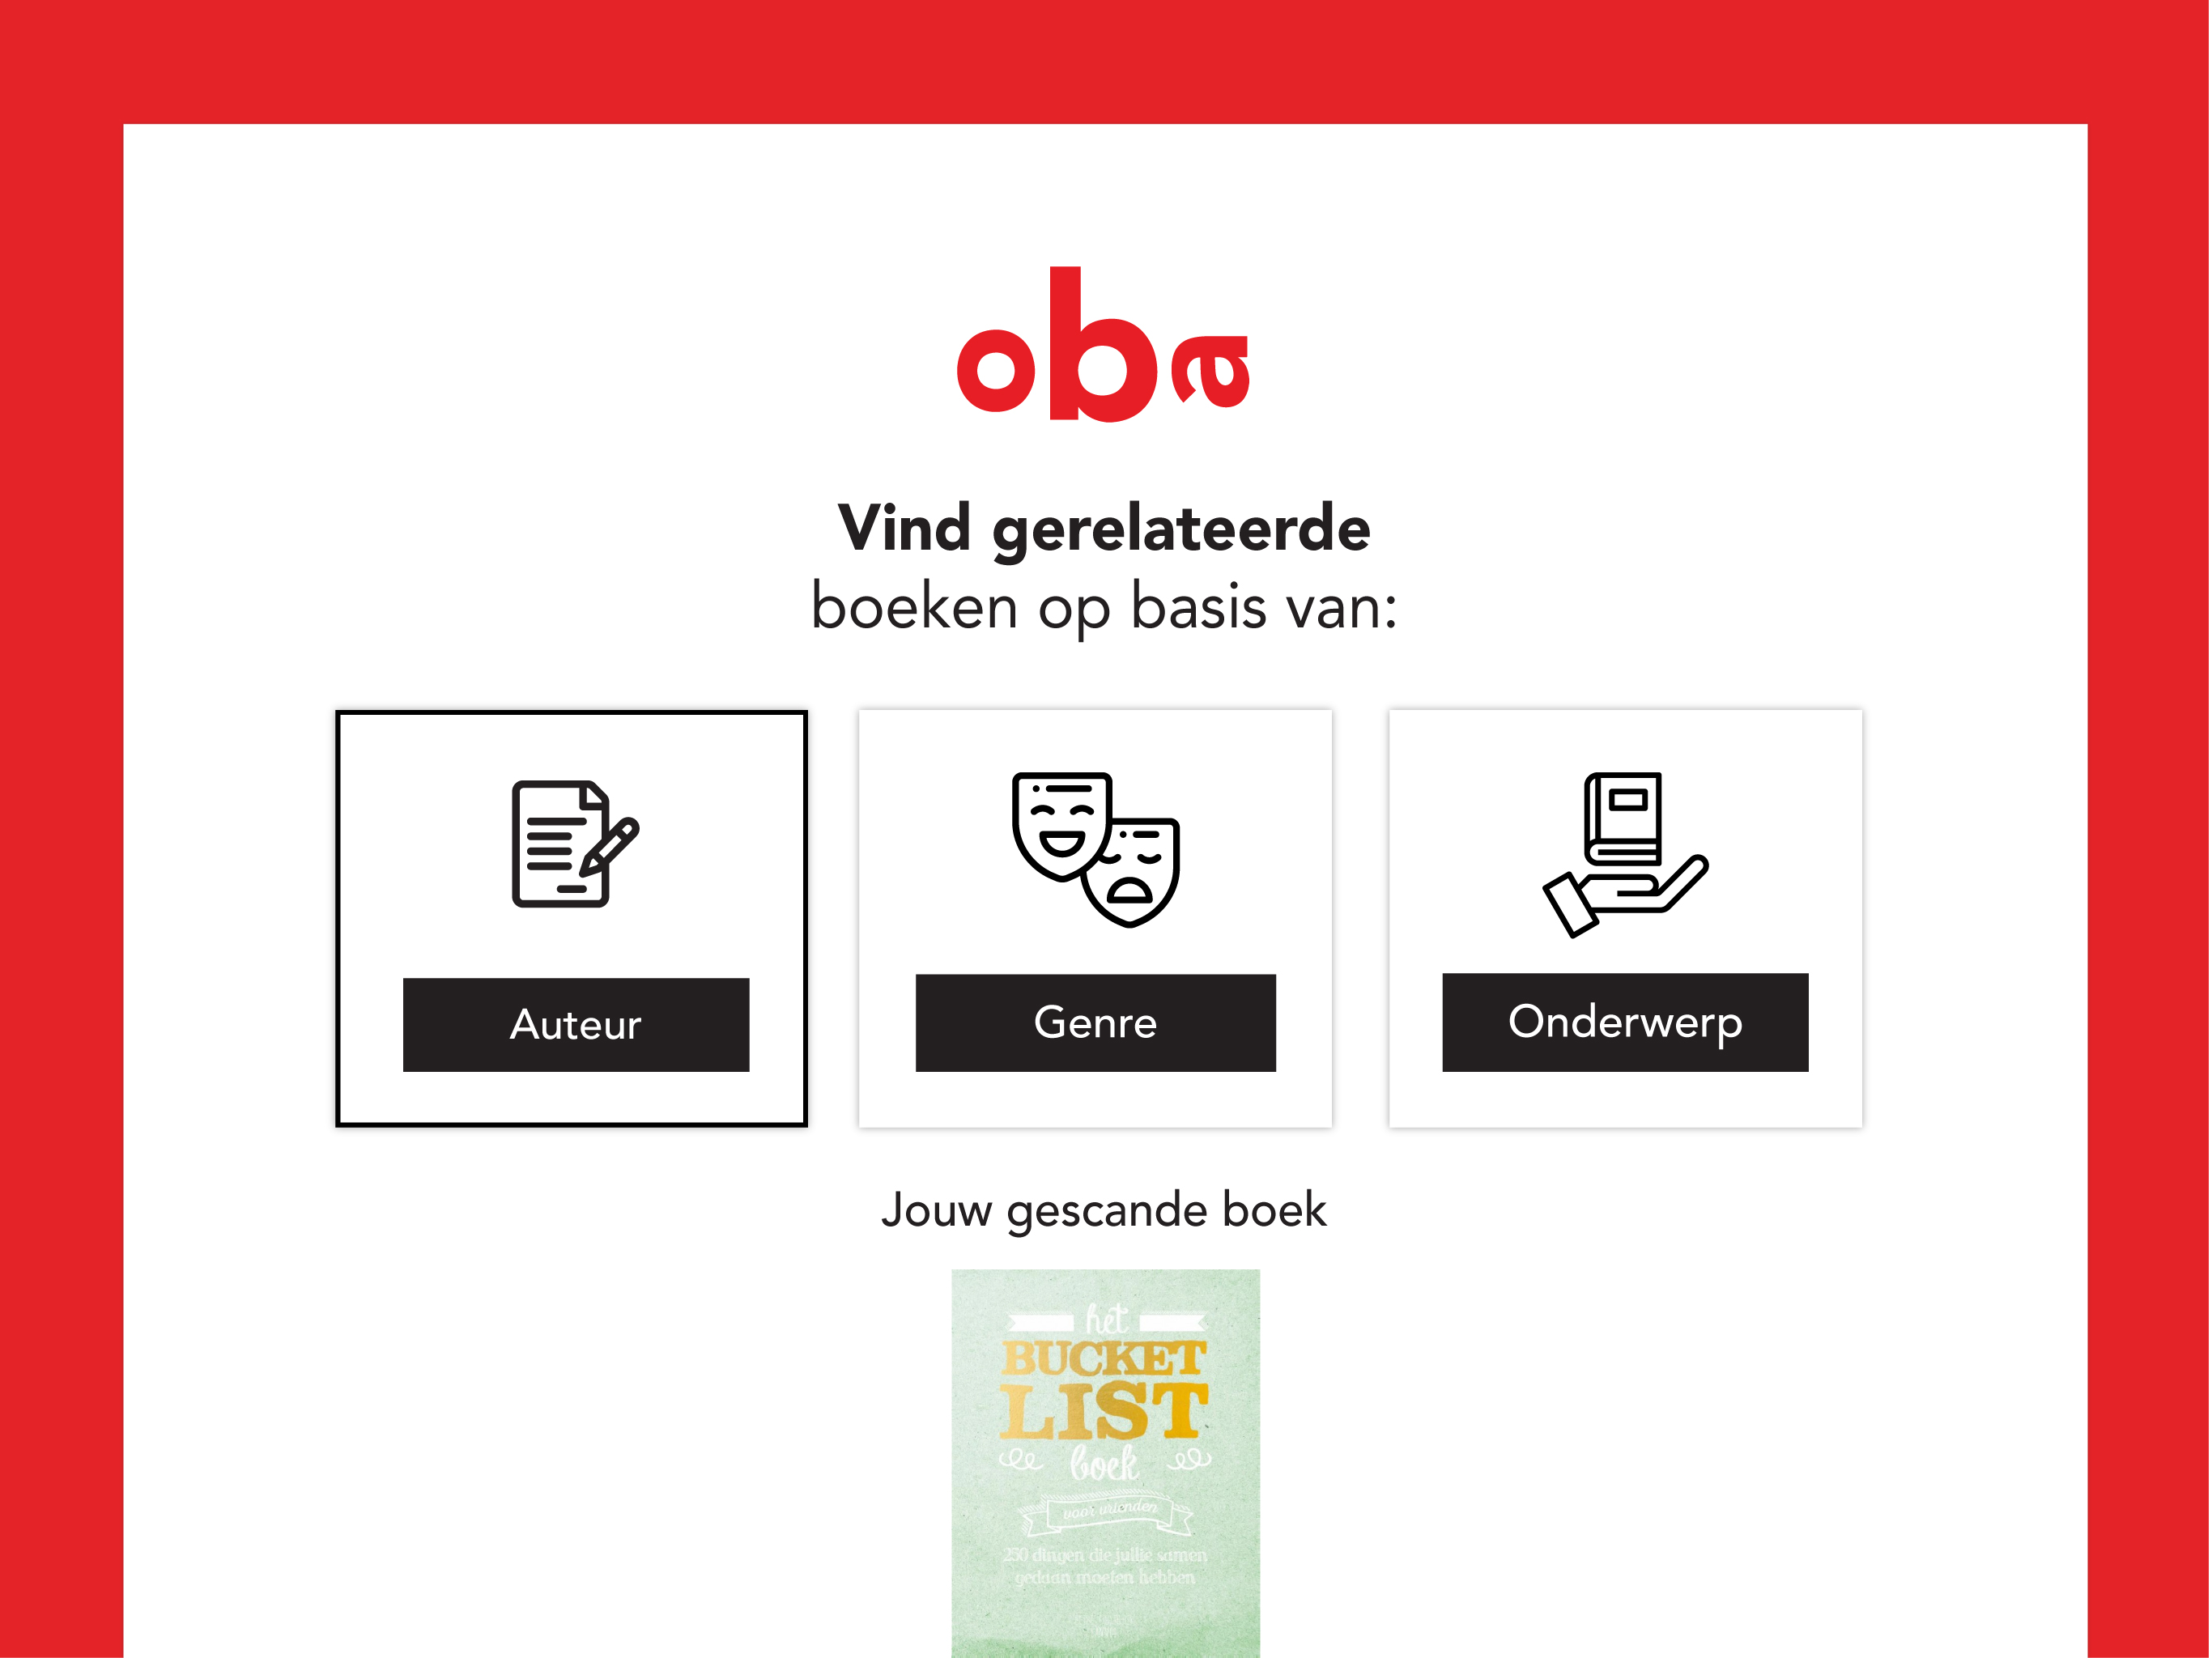 oba
Vind gerelateerde
boeken op basis van:
Auteur
Genre
Onderwerp
Jouw gescande boek
het
BUCKET
LIST
boek
voor vrienden
250 dingen die jullie samen
gedaan moeten hebben